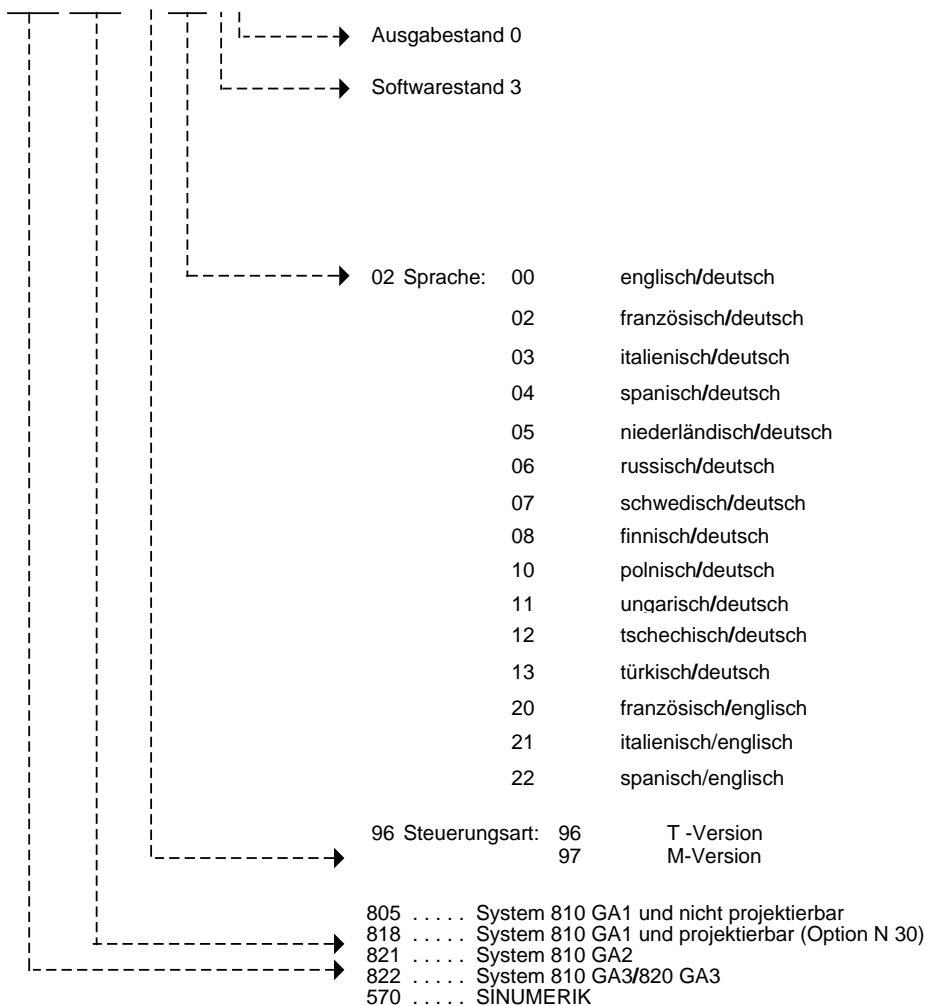 Ausgabestand 0
Softwarestand 3
02 Sprache: 00 englisch/deutsch
02 französisch/deutsch
03 italienisch/deutsch
04 spanisch/deutsch
05 niederländisch/deutsch
06 russisch/deutsch
07 schwedisch/deutsch
08 finnisch/deutsch
10 polnisch/deutsch
11 ungarisch/deutsch
12 tschechisch/deutsch
13 türkisch/deutsch
20 französisch/englisch
21 italienisch/englisch
22 spanisch/englisch
96 Steuerungsart: 96 T -Version
97 M-Version
805 . . . . . System 810 GA1 und nicht projektierbar
818 . . . . . System 810 GA1 und projektierbar (Option N 30)
821 . . . . . System 810 GA2
822 . . . . . System 810 GA3/820 GA3
570 . . . . . SINUMERIK